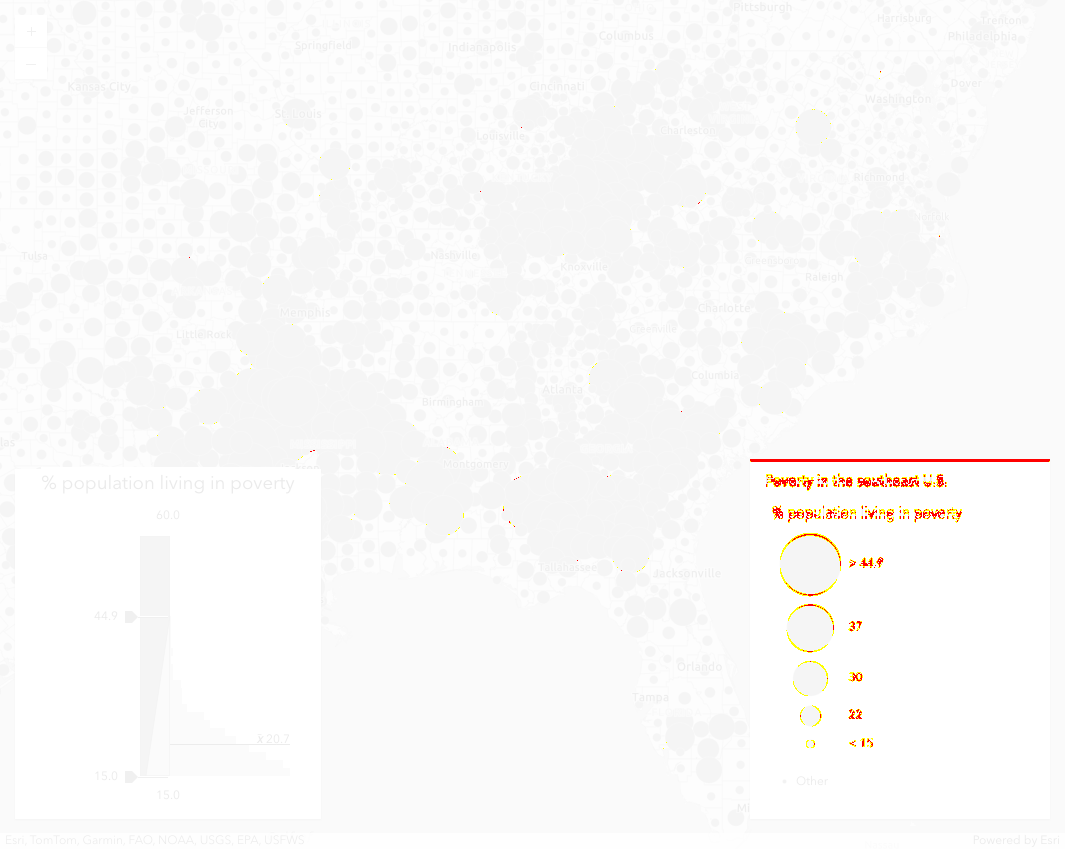 Pittsburgh
Harrisburg
Trenton
Columbus
Philadelphia
Springfield
Indianapolis
Kansas City
Cincinnati
Dover
Washington
Jefferson
City
St Louis
Louisville
Charleston
Richmond
Tulsa
Nashville
Greensboro
Knoxville
Raleigh
Memphis
Charlotte
Little Rock
Columbia
Atlanta
Birmingham
Montgomery
Tallahassee
Jacksonville
Orlando
Tampa
% population living in poverty
60.0
44.9
x̄ 20.7
15.0
15.0
Poverty in the southeast U.S.
% population living in poverty
> 44.9
37
30
22
< 15
Other
Esri, TomTom, Garmin, FAO, NOAA, USGS, EPA, USFWS
Powered by Esri